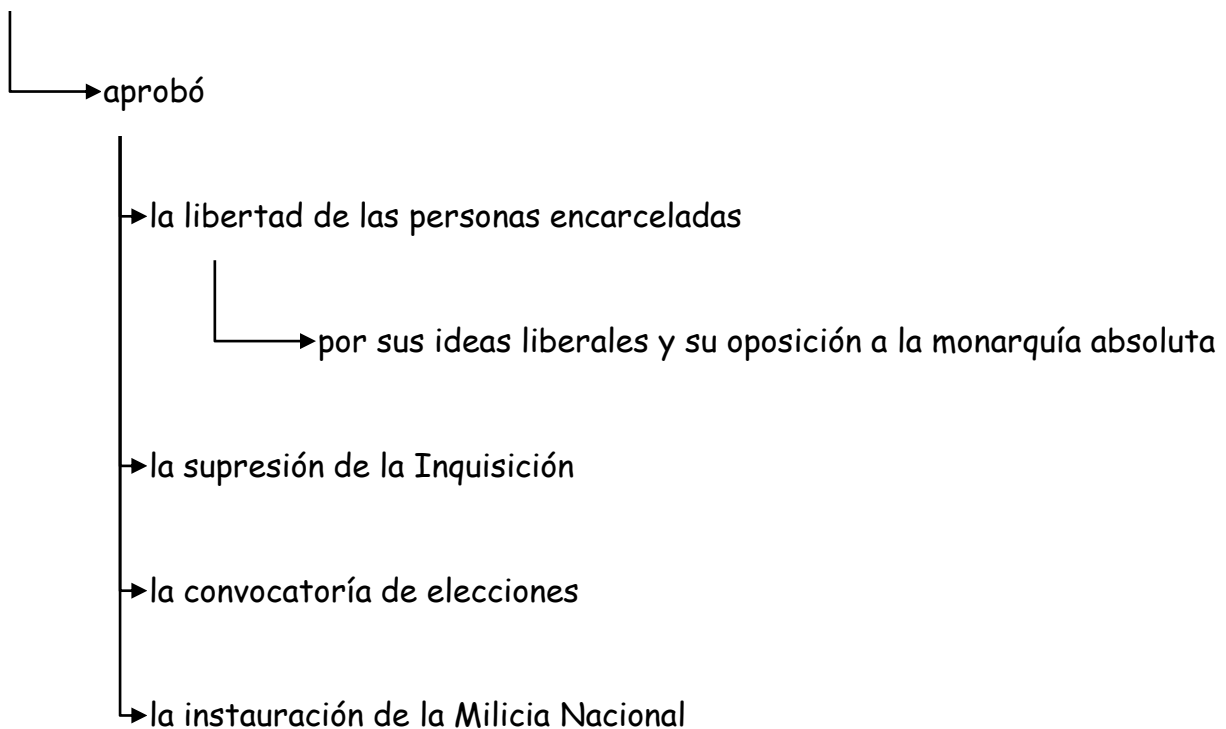 aprobó
la libertad de las personas encarceladas
por sus ideas liberales y su oposición a la monarquía absoluta
la supresión de la Inquisición
la convocatoría de elecciones
la instauración de la Milicia Nacional